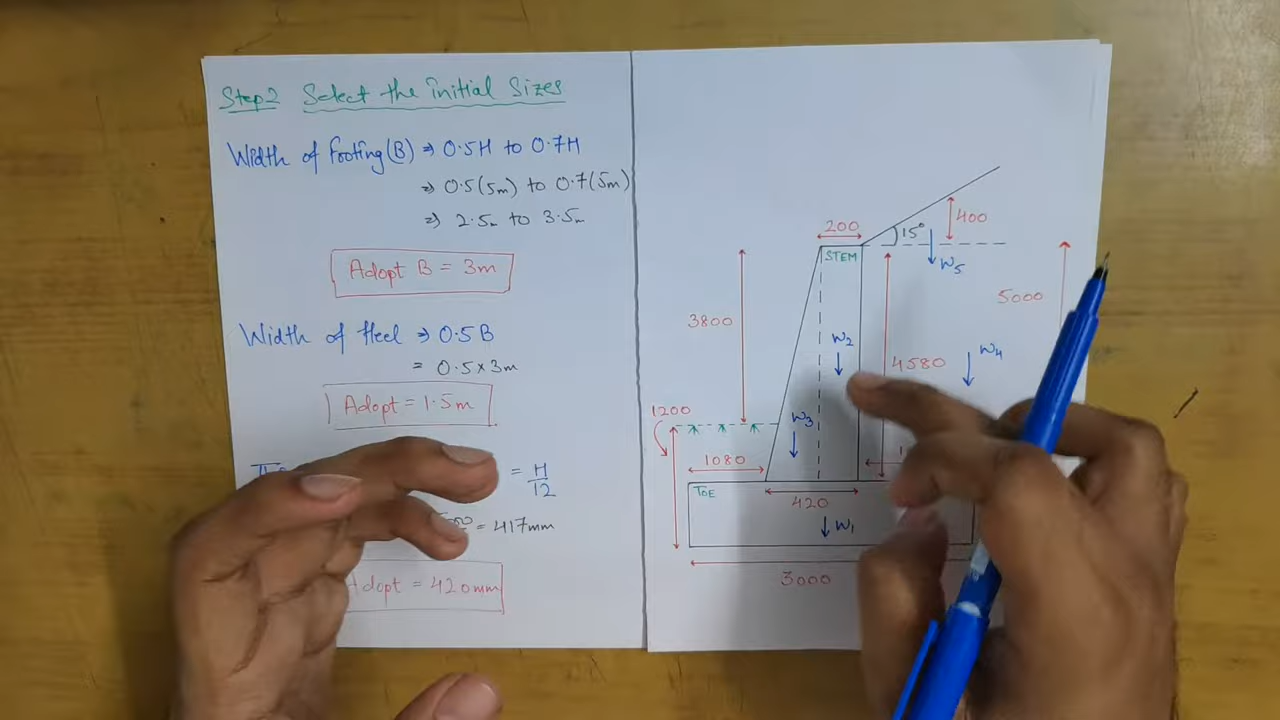 Step2 Select the initial Sizes
Width of footing(B) ⇒ 0.5H to 0.7H
⇒ 0.5(5m) to 0.7(5m)
⇒ 2.5m to 3.5m
Adopt B = 3m
Width of Heel ⇒ 0.5B
= 0.5×3m
Adopt = 1.5m
= H/12
= 417mm
Adopt = 420mm
200
15°
400
STEM
W5
5000
3800
W2
4580
W4
1200
W3
1080
TOE
420
W1
3000